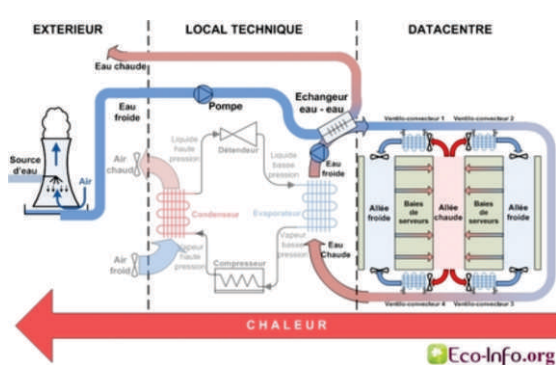 EXTERIEUR
LOCAL TECHNIQUE
DATACENTRE
Eau chaude
Eau
froide
Pompe
Echangeur
eau - eau
Ventilo-convecteur 1
Ventilo-convecteur 2
Source
d'eau
Air
Air
chaud
Liquide
haute
pression
Détendeur
Liquide
basse
pression
Eau
froide
Condenseur
Evaporateur
Allée
froide
Baies
de
serveurs
Allée
chaude
Baies
de
serveurs
Allée
froide
Air
froid
Vapeur
haute
pression
Compresseur
Vapeur
basse
pression
Eau
Chaude
Ventilo-convecteur 4
Ventilo-convecteur 3
CHALEUR
Eco-Info.org